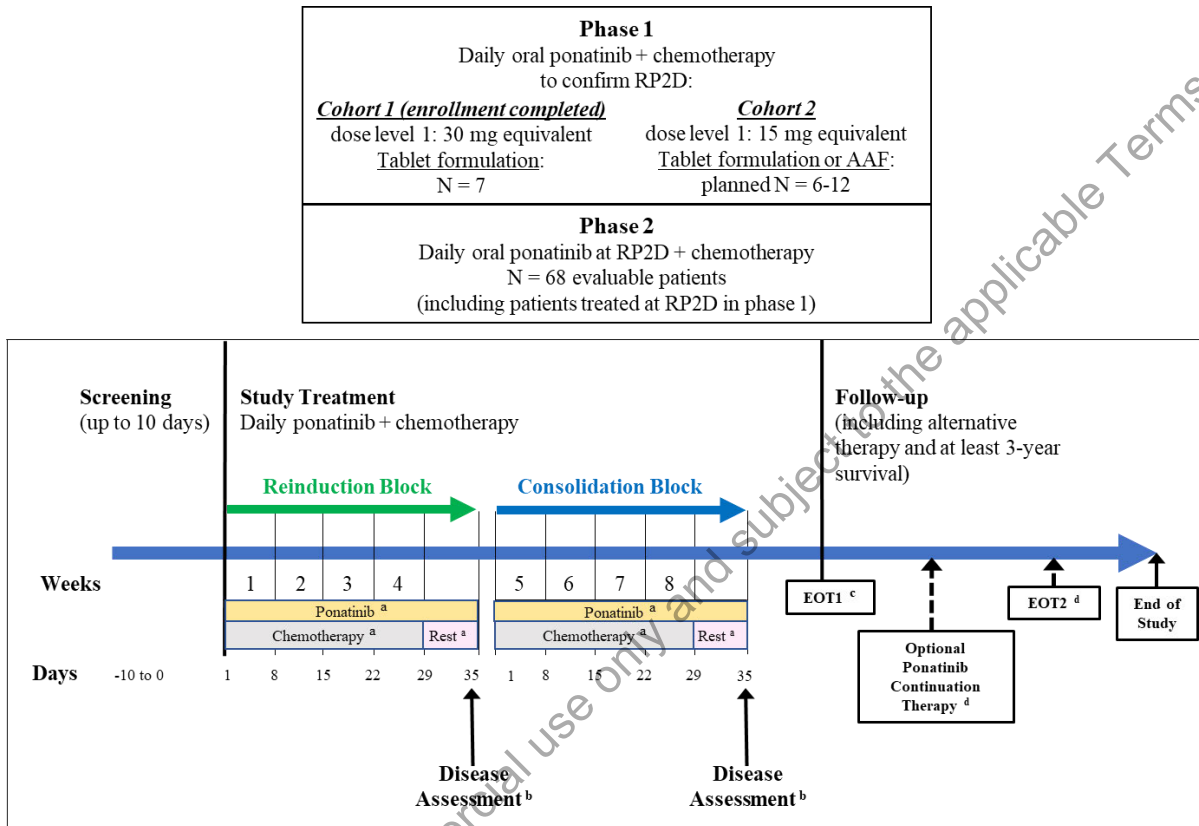 Phase 1
Daily oral ponatinib + chemotherapy
to confirm RP2D:
Cohort 1 (enrollment completed)
dose level 1: 30 mg equivalent
Tablet formulation:
N = 7
Cohort 2
dose level 1: 15 mg equivalent
Tablet formulation or AAF:
planned N = 6-12
Phase 2
Daily oral ponatinib at RP2D + chemotherapy
N = 68 evaluable patients
(including patients treated at RP2D in phase 1)
Screening
(up to 10 days)
Study Treatment
Daily ponatinib + chemotherapy
Follow-up
(including alternative
therapy and at least 3-year
survival)
Reinduction Block
Consolidation Block
Weeks
1 2 3 4
5 6 7 8
Ponatinib a
Ponatinib a
Chemotherapy a
Rest a
Chemotherapy a
Rest a
Days
-10 to 0
1 8 15 22 29 35
1 8 15 22 29 35
EOT1 c
Optional
Ponatinib
Continuation
Therapy d
EOT2 d
End of
Study
Disease
Assessment b
Disease
Assessment b
ercial use only and subject to the applicable Terms